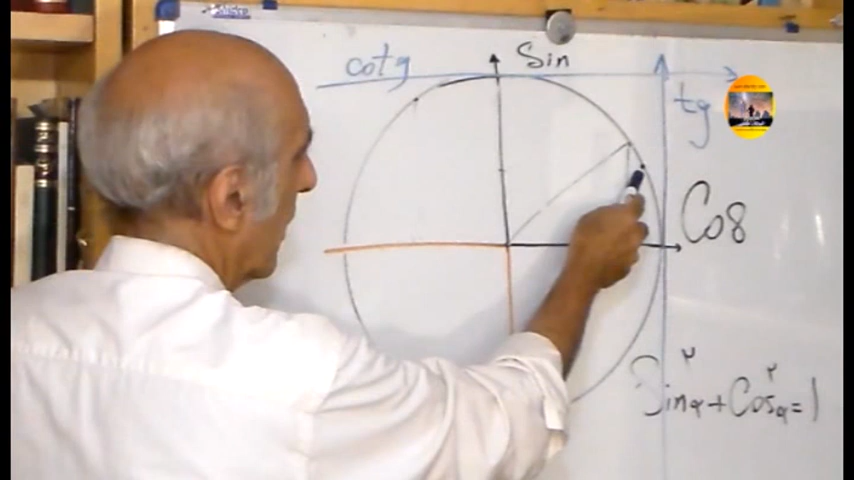 cotg
Sin
tg
Cos
Sin²α + Cos²α = 1